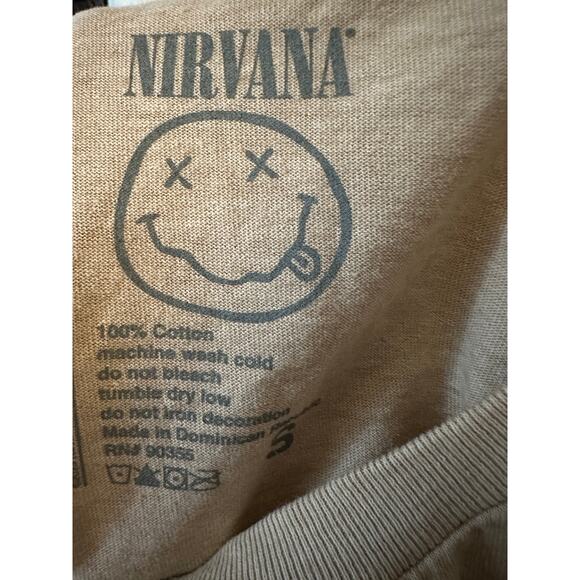 NIRVANA
100% Cotton
machine wash cold
do not bleach
tumble dry low
do not iron decoration
Made in Dominican Republic
RN# 90355
S